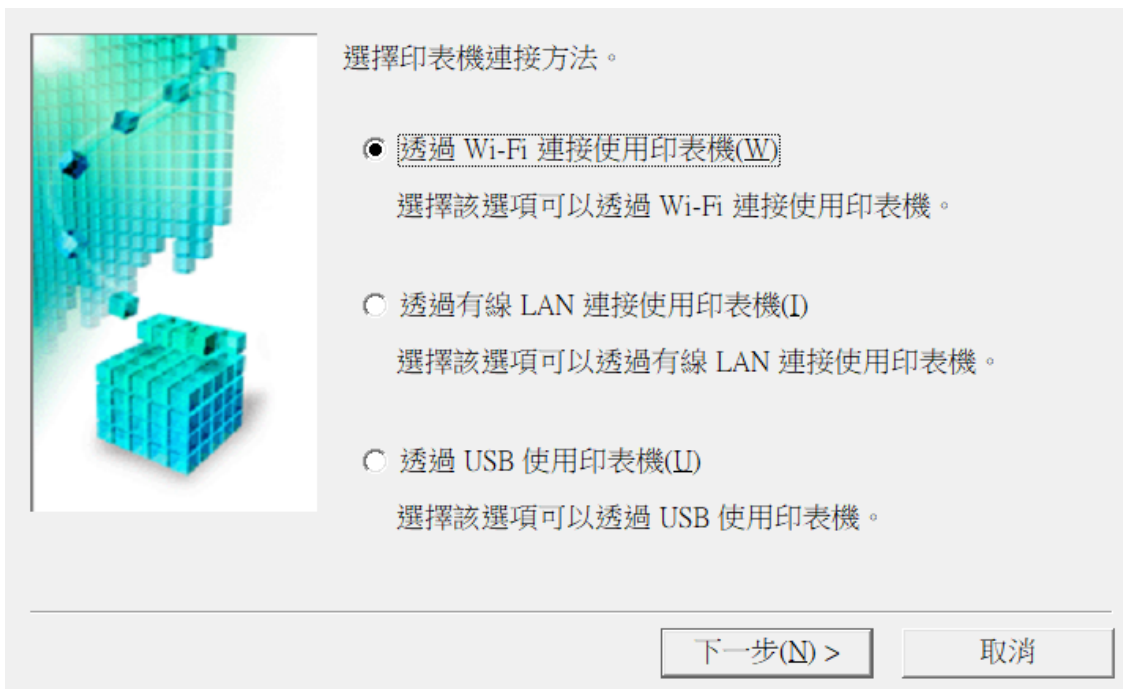 選擇印表機連接方法。
透過 Wi-Fi 連接使用印表機(W)
選擇該選項可以透過 Wi-Fi 連接使用印表機。
透過有線 LAN 連接使用印表機(I)
選擇該選項可以透過有線 LAN 連接使用印表機。
透過 USB 使用印表機(U)
選擇該選項可以透過 USB 使用印表機。
下一步(N) >
取消